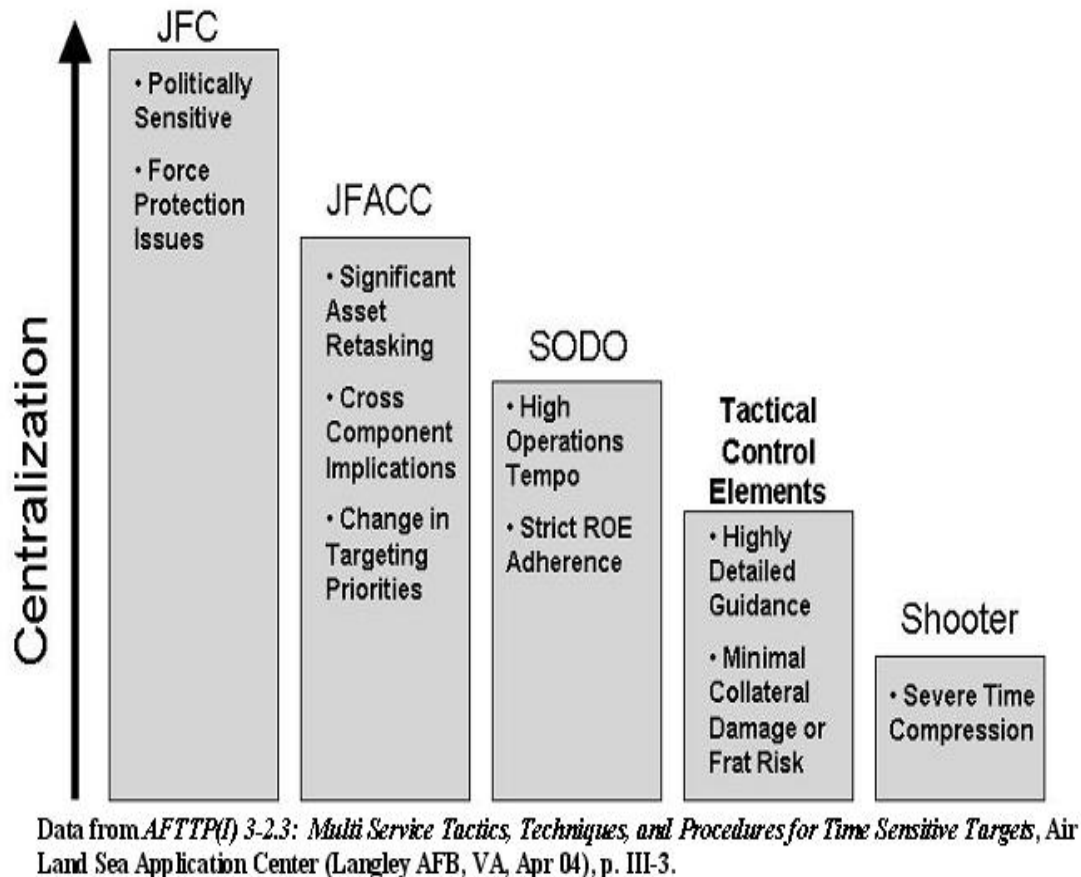 JFC
• Politically
Sensitive
• Force
Protection
Issues
JFACC
• Significant
Asset
Retasking
• Cross
Component
Implications
• Change in
Targeting
Priorities
SODO
• High
Operations
Tempo
• Strict ROE
Adherence
Tactical
Control
Elements
• Highly
Detailed
Guidance
• Minimal
Collateral
Damage or
Frat Risk
Shooter
• Severe Time
Compression
Centralization
Data from AFTTP(I) 3-2.3: Multi Service Tactics, Techniques, and Procedures for Time Sensitive Targets, Air
Land Sea Application Center (Langley AFB, VA, Apr 04), p. III-3.